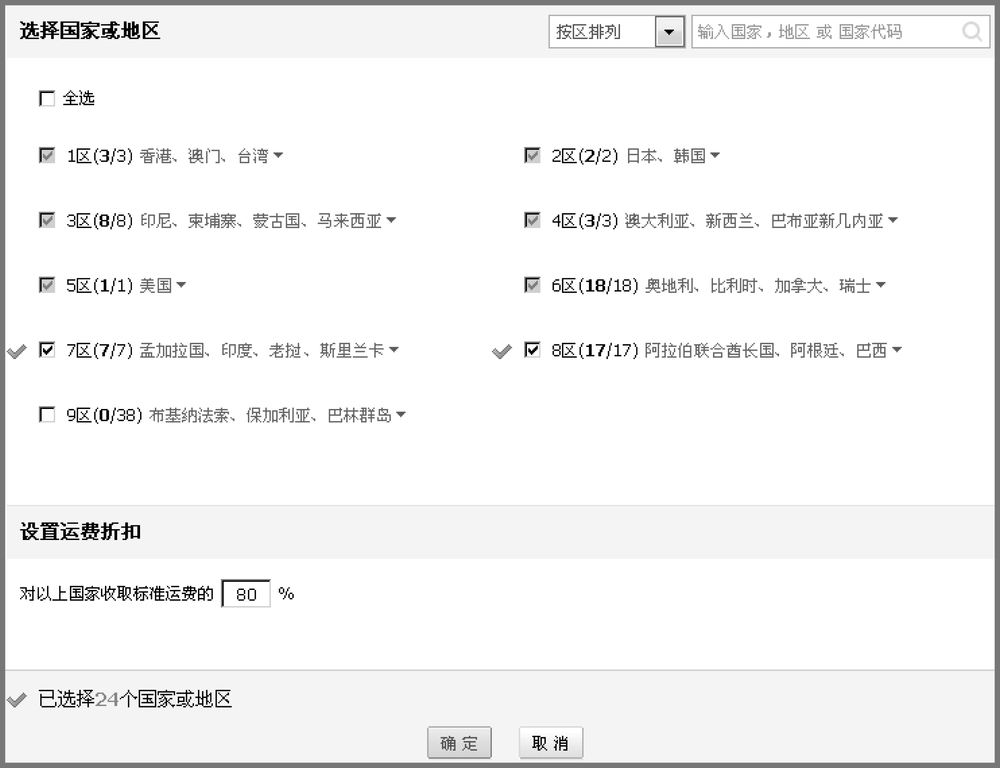 选择国家或地区
按区排列
输入国家，地区 或 国家代码
全选
1区(3/3) 香港、澳门、台湾
2区(2/2) 日本、韩国
3区(8/8) 印尼、柬埔寨、蒙古国、马来西亚
4区(3/3) 澳大利亚、新西兰、巴布亚新几内亚
5区(1/1) 美国
6区(18/18) 奥地利、比利时、加拿大、瑞士
7区(7/7) 孟加拉国、印度、老挝、斯里兰卡
8区(17/17) 阿拉伯联合酋长国、阿根廷、巴西
9区(0/38) 布基纳法索、保加利亚、巴林群岛
设置运费折扣
对以上国家收取标准运费的 80 %
已选择24个国家或地区
确 定
取 消